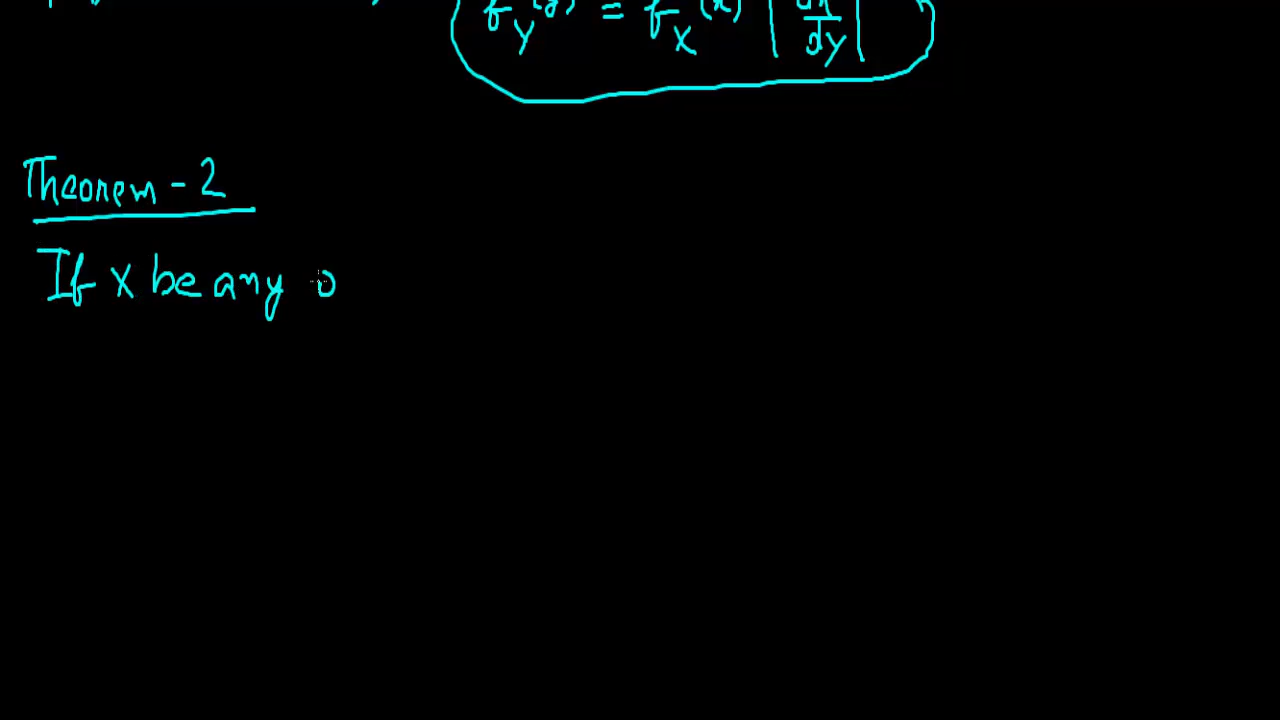 f_Y(y) = f_X(x) |dx/dy|
Theorem - 2
If X be any o